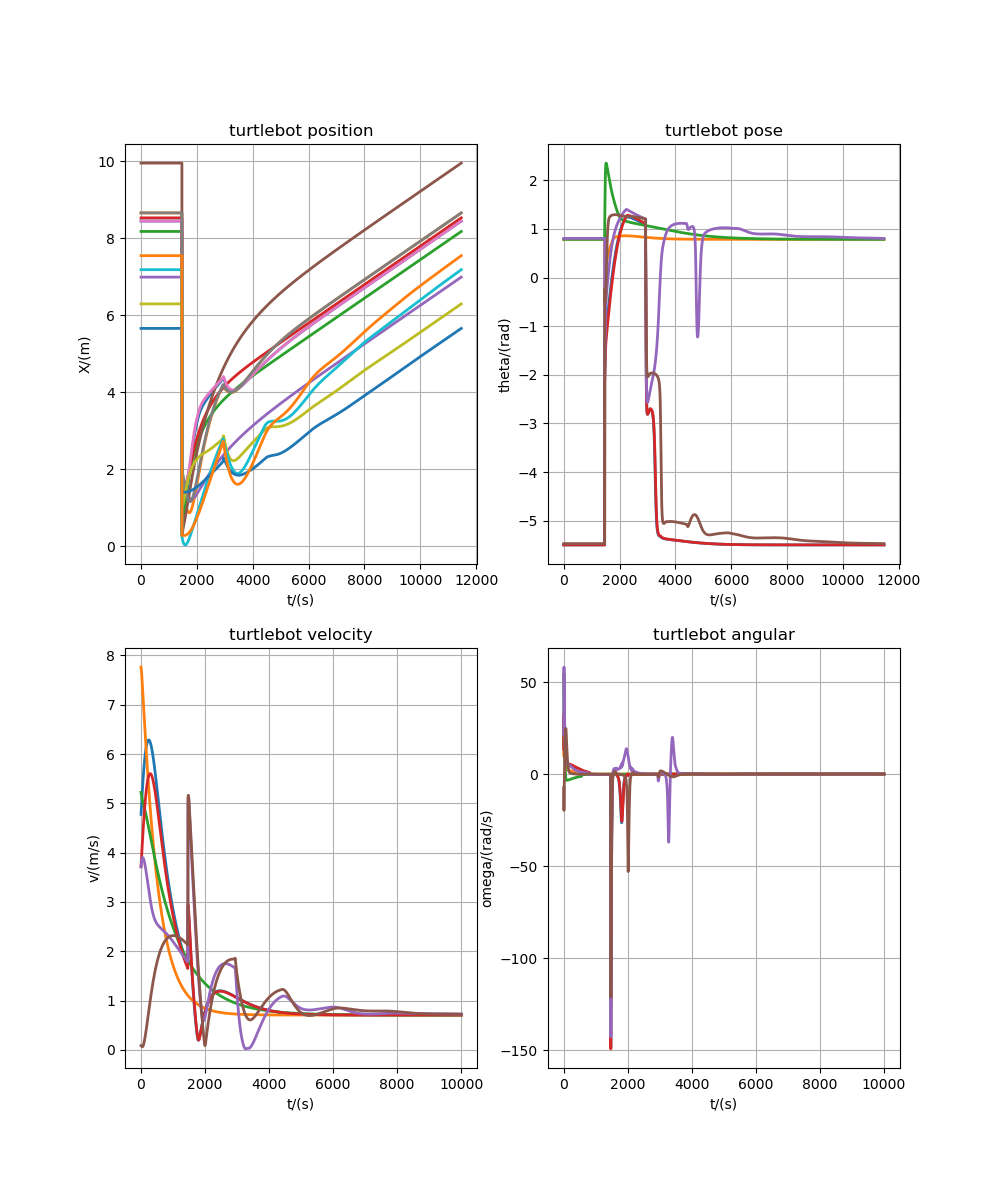 turtlebot position
turtlebot pose
X/(m)
10
8
6
4
2
0
0 2000 4000 6000 8000 10000 12000
t/(s)
theta/(rad)
2
1
0
−1
−2
−3
−4
−5
0 2000 4000 6000 8000 10000 12000
t/(s)
turtlebot velocity
turtlebot angular
v/(m/s)
8
7
6
5
4
3
2
1
0
0 2000 4000 6000 8000 10000
t/(s)
omega/(rad/s)
50
0
−50
−100
−150
0 2000 4000 6000 8000 10000
t/(s)